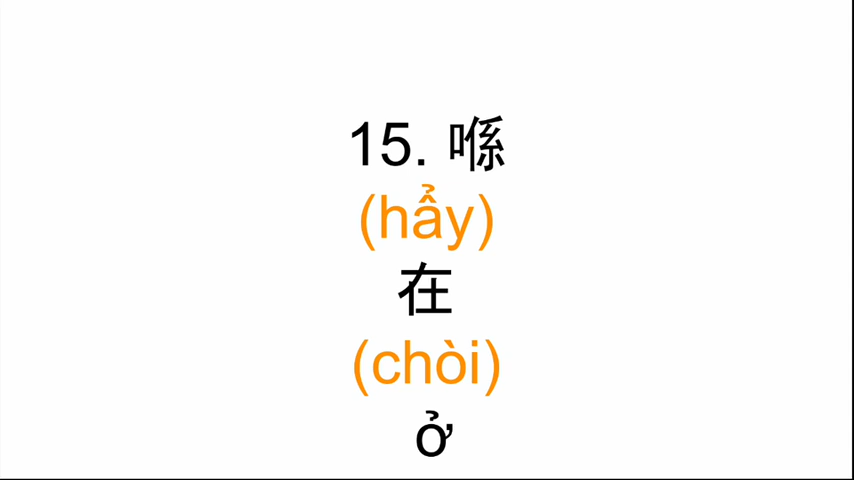 15. 喺
(hẩy)
在
(chòi)
ở